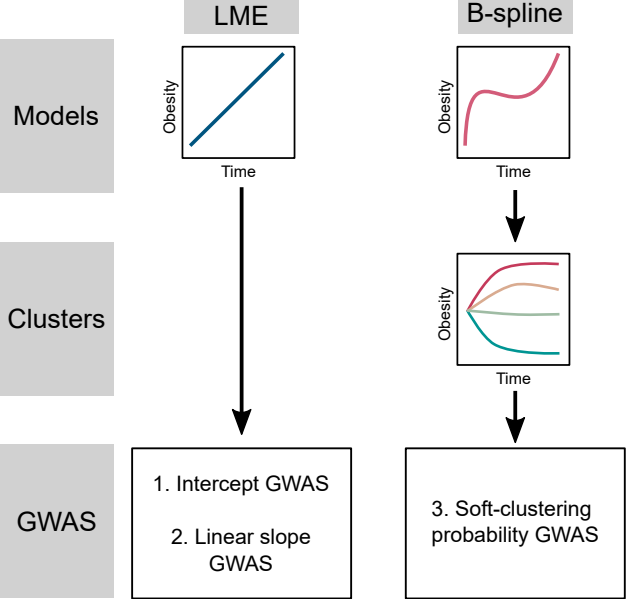 LME
B-spline
Models
Obesity
Time
Obesity
Time
Clusters
Obesity
Time
GWAS
1. Intercept GWAS
2. Linear slope
GWAS
3. Soft-clustering
probability GWAS